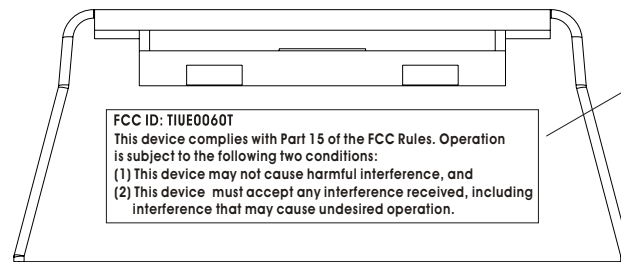 FCC ID: TIUE0060T
This device complies with Part 15 of the FCC Rules. Operation
is subject to the following two conditions:
(1) This device may not cause harmful interference, and
(2) This device must accept any interference received, including
interference that may cause undesired operation.